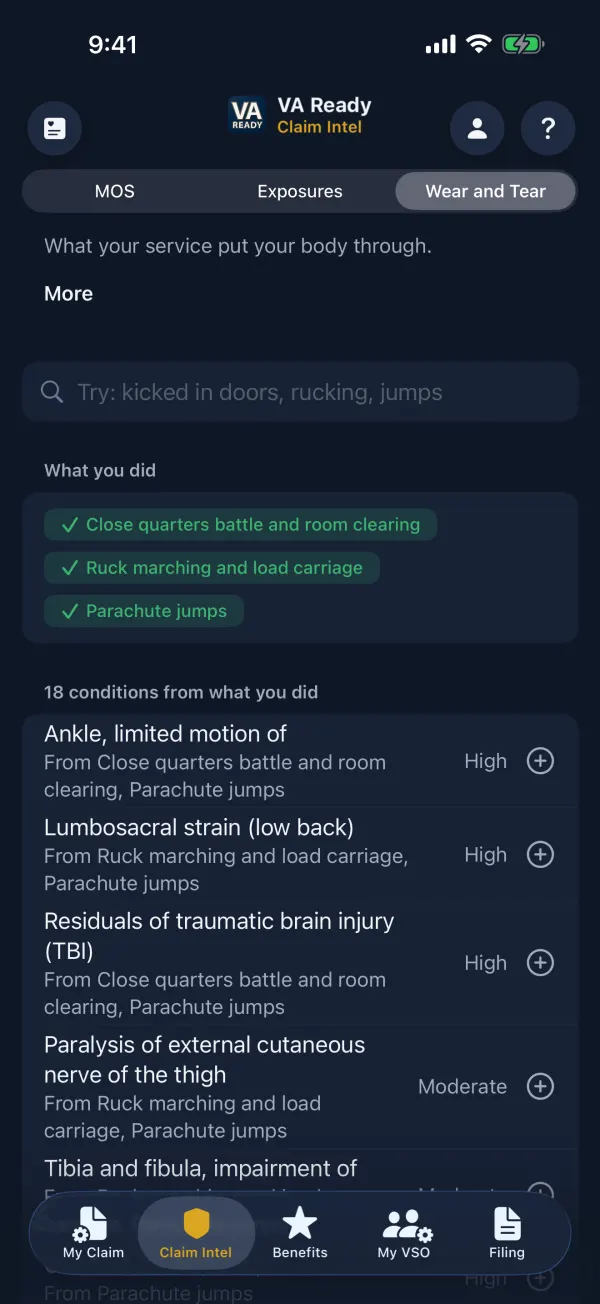 9:41
VA
READY
VA Ready
Claim Intel
?
MOS
Exposures
Wear and Tear
What your service put your body through.
More
Try: kicked in doors, rucking, jumps
What you did
Close quarters battle and room clearing
Ruck marching and load carriage
Parachute jumps
18 conditions from what you did
Ankle, limited motion of
From Close quarters battle and room
clearing, Parachute jumps
High
Lumbosacral strain (low back)
From Ruck marching and load carriage,
Parachute jumps
High
Residuals of traumatic brain injury
(TBI)
From Close quarters battle and room
clearing, Parachute jumps
High
Paralysis of external cutaneous
nerve of the thigh
From Ruck marching and load
carriage, Parachute jumps
Moderate
Tibia and fibula, impairment of
My Claim
Claim Intel
Benefits
My VSO
Filing
High
From Parachute jumps